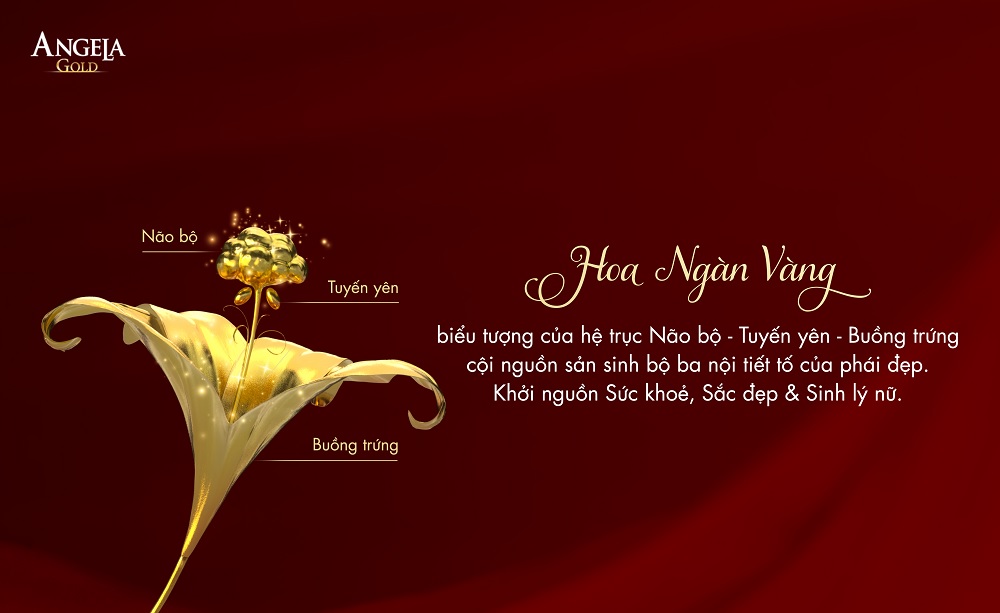 ANGELA
GOLD
Não bộ
Tuyến yên
Buồng trứng
Hoa Ngàn Vàng
biểu tượng của hệ trục Não bộ - Tuyến yên - Buồng trứng
cội nguồn sản sinh bộ ba nội tiết tố của phái đẹp.
Khởi nguồn Sức khoẻ, Sắc đẹp & Sinh lý nữ.